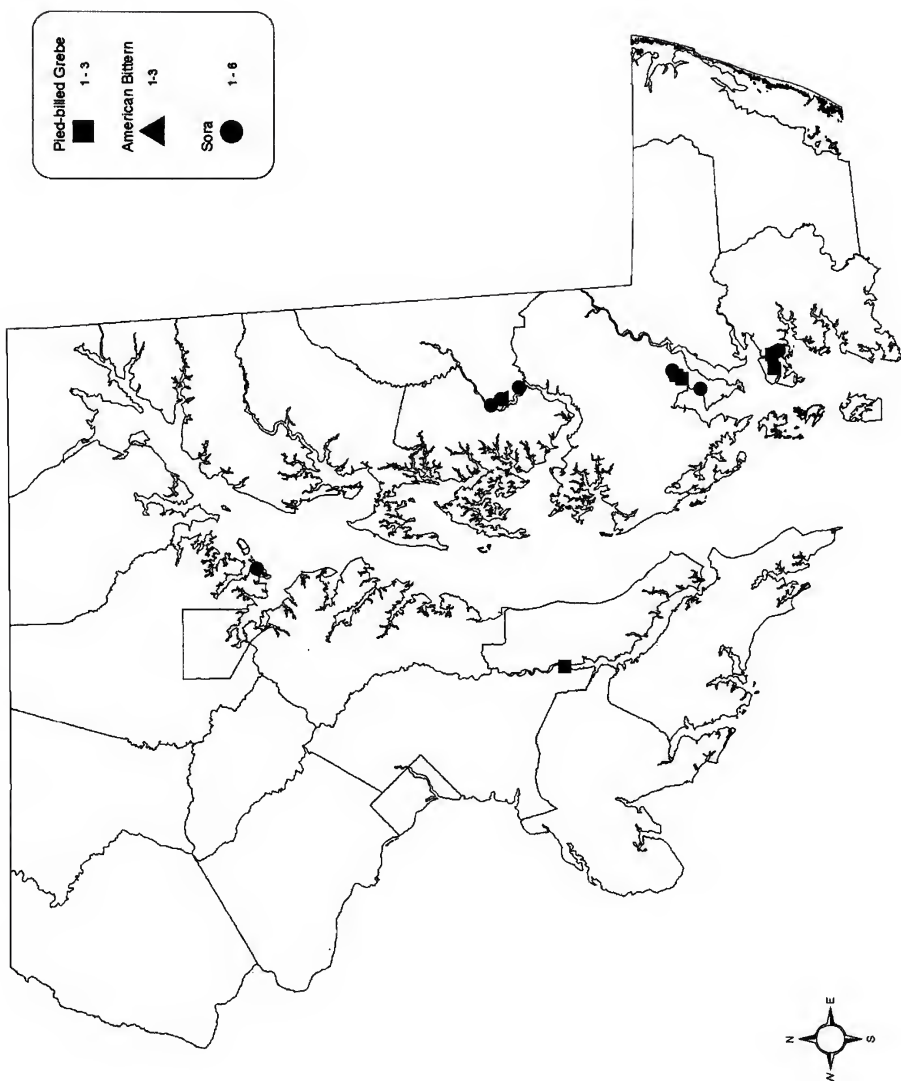 Pied-billed Grebe
1 - 3
American Bittern
1-3
Sora
1 - 6
N
W
E
S